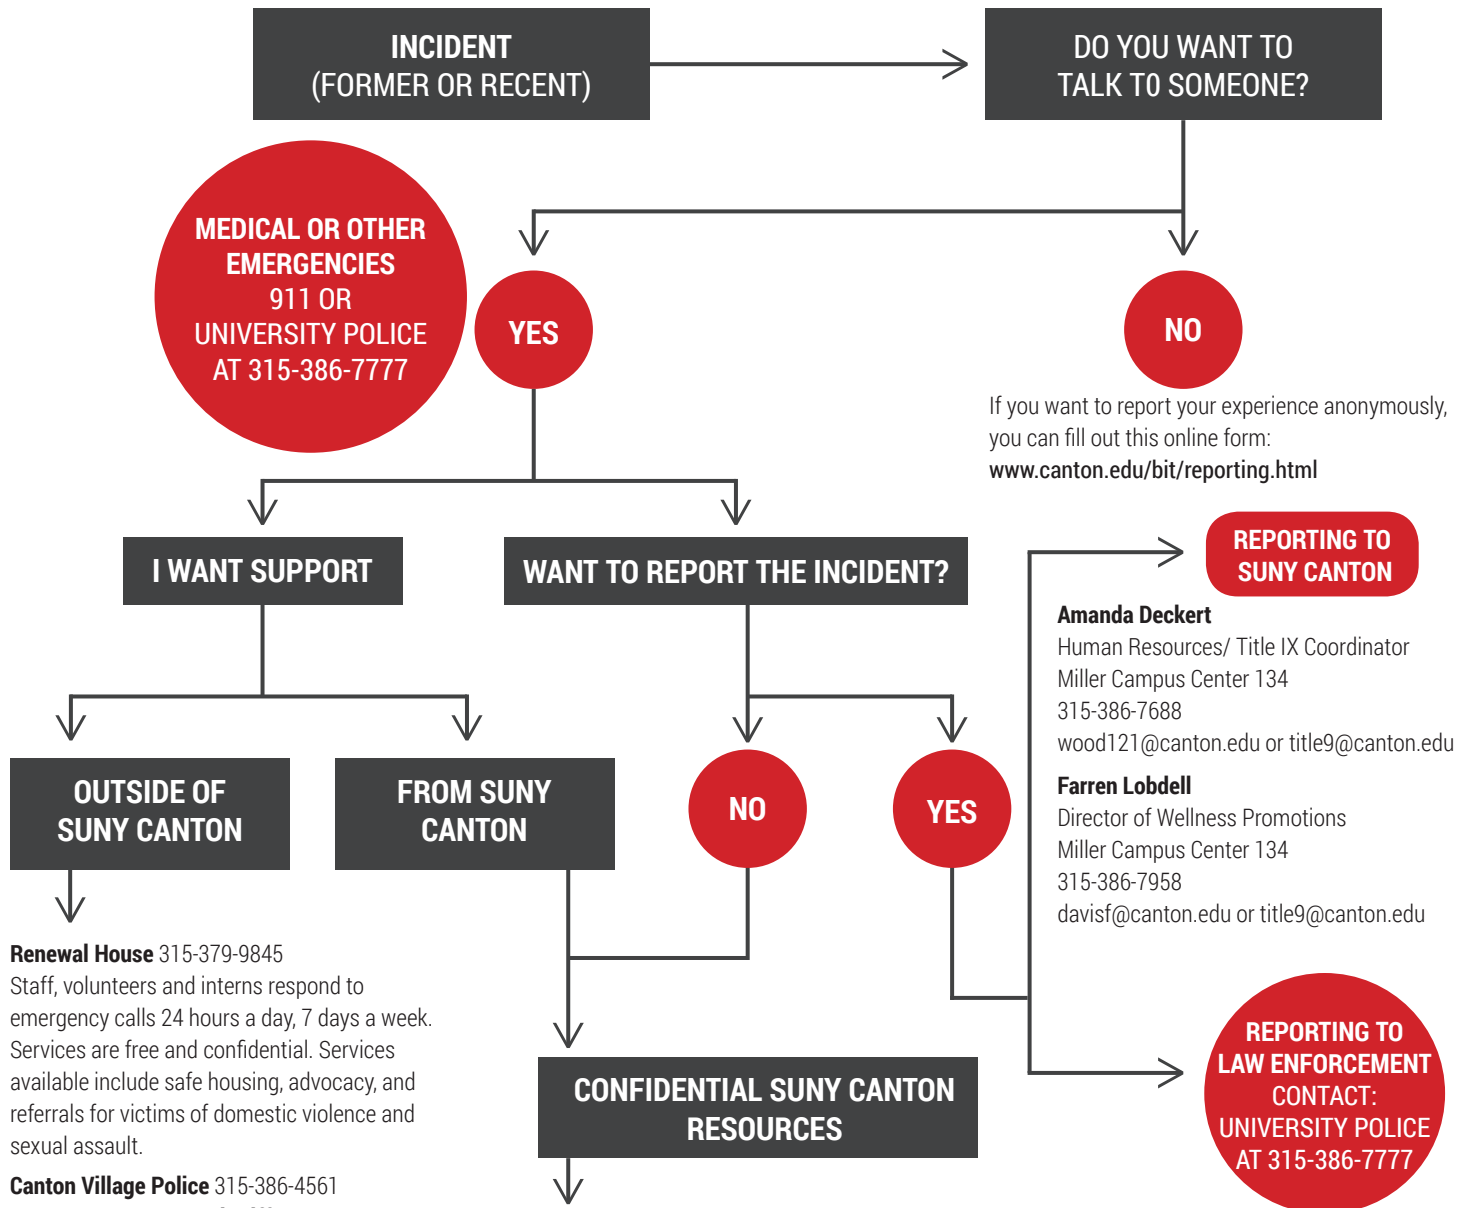 INCIDENT
(FORMER OR RECENT)
DO YOU WANT TO
TALK T0 SOMEONE?
MEDICAL OR OTHER
EMERGENCIES
911 OR
UNIVERSITY POLICE
AT 315-386-7777
YES
NO
If you want to report your experience anonymously,
you can fill out this online form:
www.canton.edu/bit/reporting.html
I WANT SUPPORT
WANT TO REPORT THE INCIDENT?
REPORTING TO
SUNY CANTON
Amanda Deckert
Human Resources/ Title IX Coordinator
Miller Campus Center 134
315-386-7688
wood121@canton.edu or title9@canton.edu
Farren Lobdell
Director of Wellness Promotions
Miller Campus Center 134
315-386-7958
davisf@canton.edu or title9@canton.edu
OUTSIDE OF
SUNY CANTON
FROM SUNY
CANTON
NO
YES
Renewal House 315-379-9845
Staff, volunteers and interns respond to
emergency calls 24 hours a day, 7 days a week.
Services are free and confidential. Services
available include safe housing, advocacy, and
referrals for victims of domestic violence and
sexual assault.
Canton Village Police 315-386-4561
CONFIDENTIAL SUNY CANTON
RESOURCES
REPORTING TO
LAW ENFORCEMENT
CONTACT:
UNIVERSITY POLICE
AT 315-386-7777